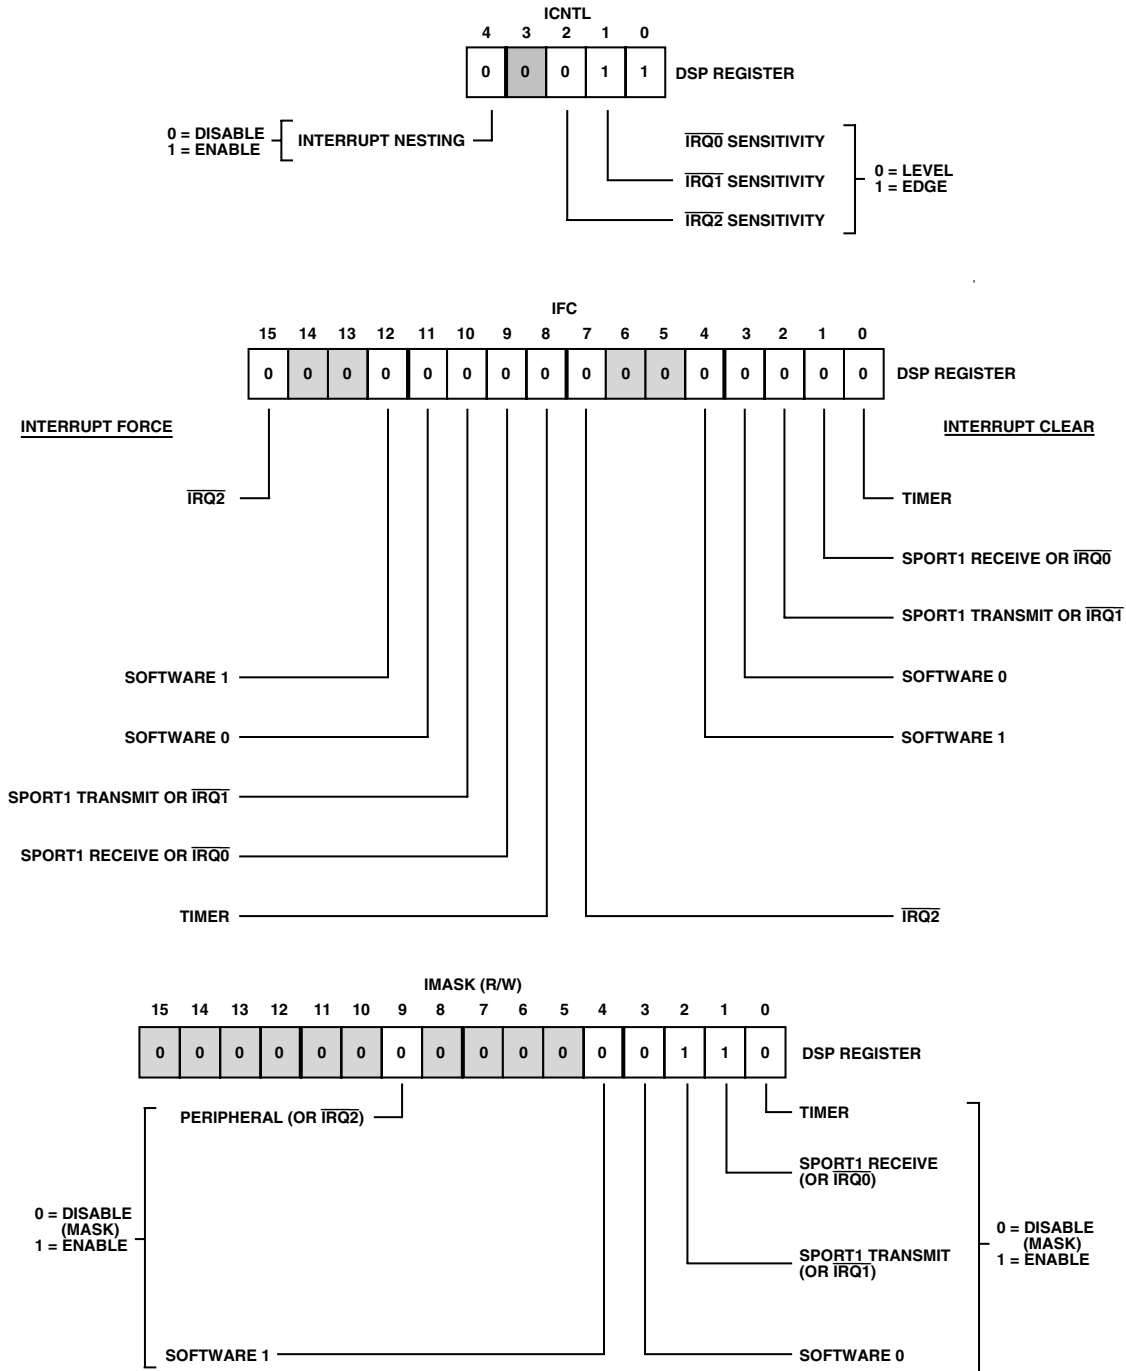 ICNTL
4 3 2 1 0
0 0 0 1 1 DSP REGISTER
0 = DISABLE
1 = ENABLE
INTERRUPT NESTING
IRQ0 SENSITIVITY
IRQ1 SENSITIVITY
IRQ2 SENSITIVITY
0 = LEVEL
1 = EDGE
IFC
15 14 13 12 11 10 9 8 7 6 5 4 3 2 1 0
0 0 0 0 0 0 0 0 0 0 0 0 0 0 0 0 DSP REGISTER
INTERRUPT FORCE
INTERRUPT CLEAR
IRQ2
TIMER
SPORT1 RECEIVE OR IRQ0
SPORT1 TRANSMIT OR IRQ1
SOFTWARE 1
SOFTWARE 0
SOFTWARE 0
SOFTWARE 1
SPORT1 TRANSMIT OR IRQ1
SPORT1 RECEIVE OR IRQ0
TIMER
IRQ2
IMASK (R/W)
15 14 13 12 11 10 9 8 7 6 5 4 3 2 1 0
0 0 0 0 0 0 0 0 0 0 0 0 0 1 1 0 DSP REGISTER
PERIPHERAL (OR IRQ2)
TIMER
SPORT1 RECEIVE
(OR IRQ0)
0 = DISABLE
(MASK)
1 = ENABLE
0 = DISABLE
(MASK)
1 = ENABLE
SPORT1 TRANSMIT
(OR IRQ1)
SOFTWARE 1
SOFTWARE 0